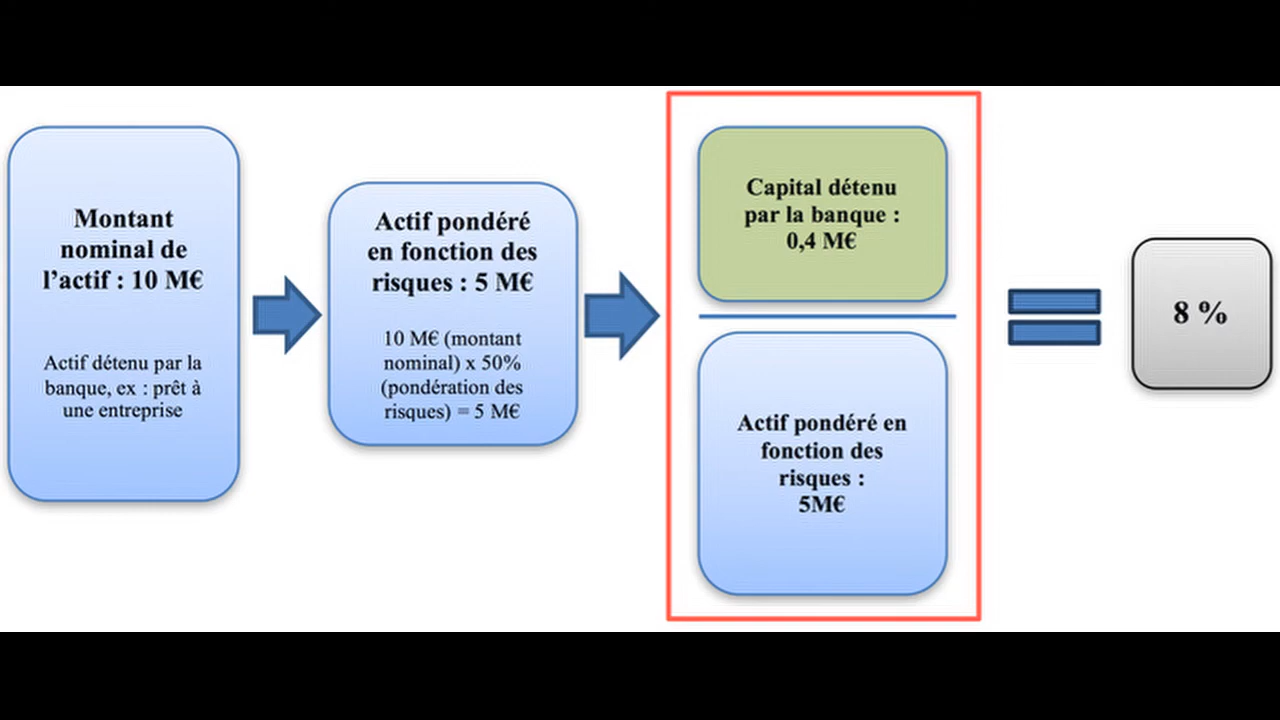 Montant
nominal de
l’actif : 10 M€
Actif détenu par la
banque, ex : prêt à
une entreprise
Actif pondéré
en fonction des
risques : 5 M€
10 M€ (montant
nominal) x 50%
(pondération des
risques) = 5 M€
Capital détenu
par la banque :
0,4 M€
Actif pondéré en
fonction des
risques :
5M€
8 %